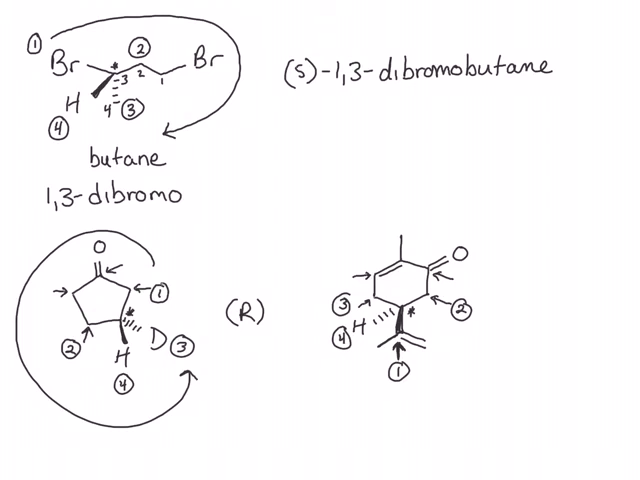 ① ②
Br * Br
3 2 1
H 4 ③
④
(S)-1,3-dibromobutane
butane
1,3-dibromo
O
①
*
② D ③
H
④
(R)
O
③ ②
H *
④
①